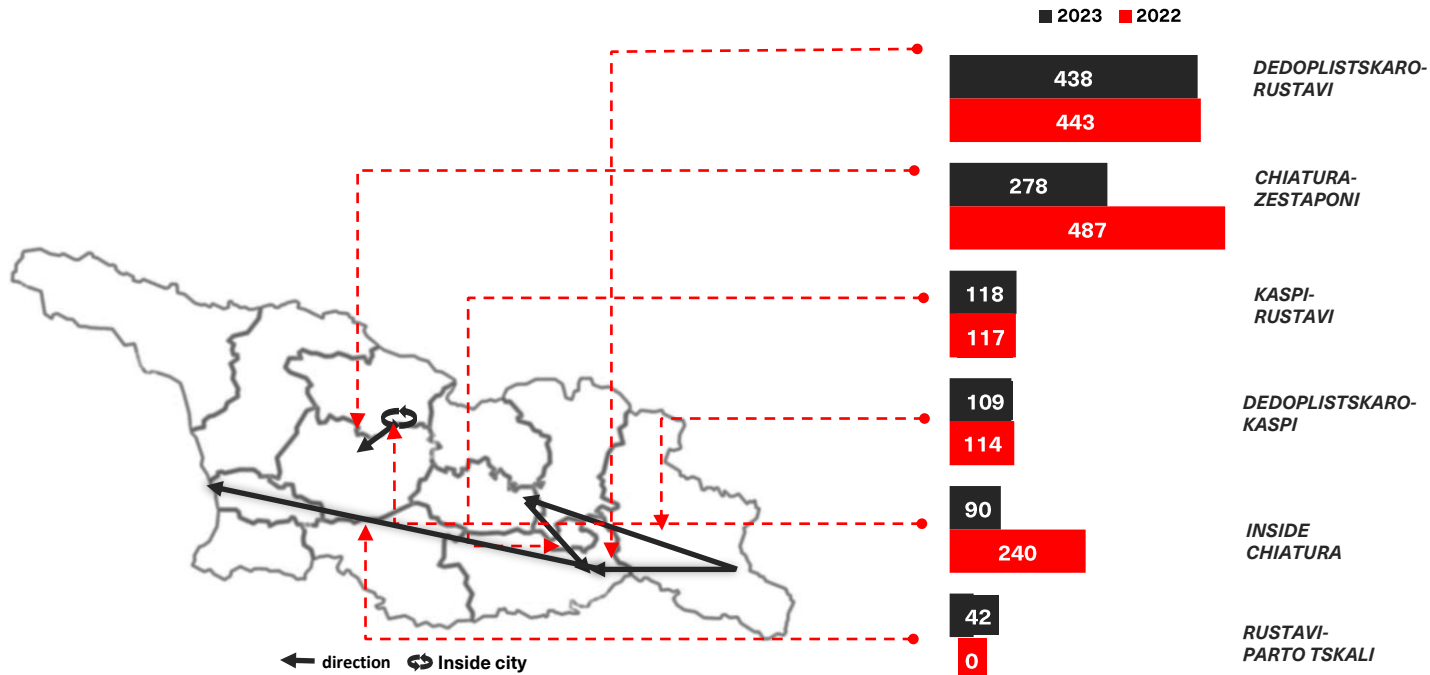 2023 2022
438
443
DEDOPLISTSKARO-
RUSTAVI
278
487
CHIATURA-
ZESTAPONI
118
117
KASPI-
RUSTAVI
109
114
DEDOPLISTSKARO-
KASPI
90
240
INSIDE
CHIATURA
42
0
RUSTAVI-
PARTO TSKALI
direction Inside city